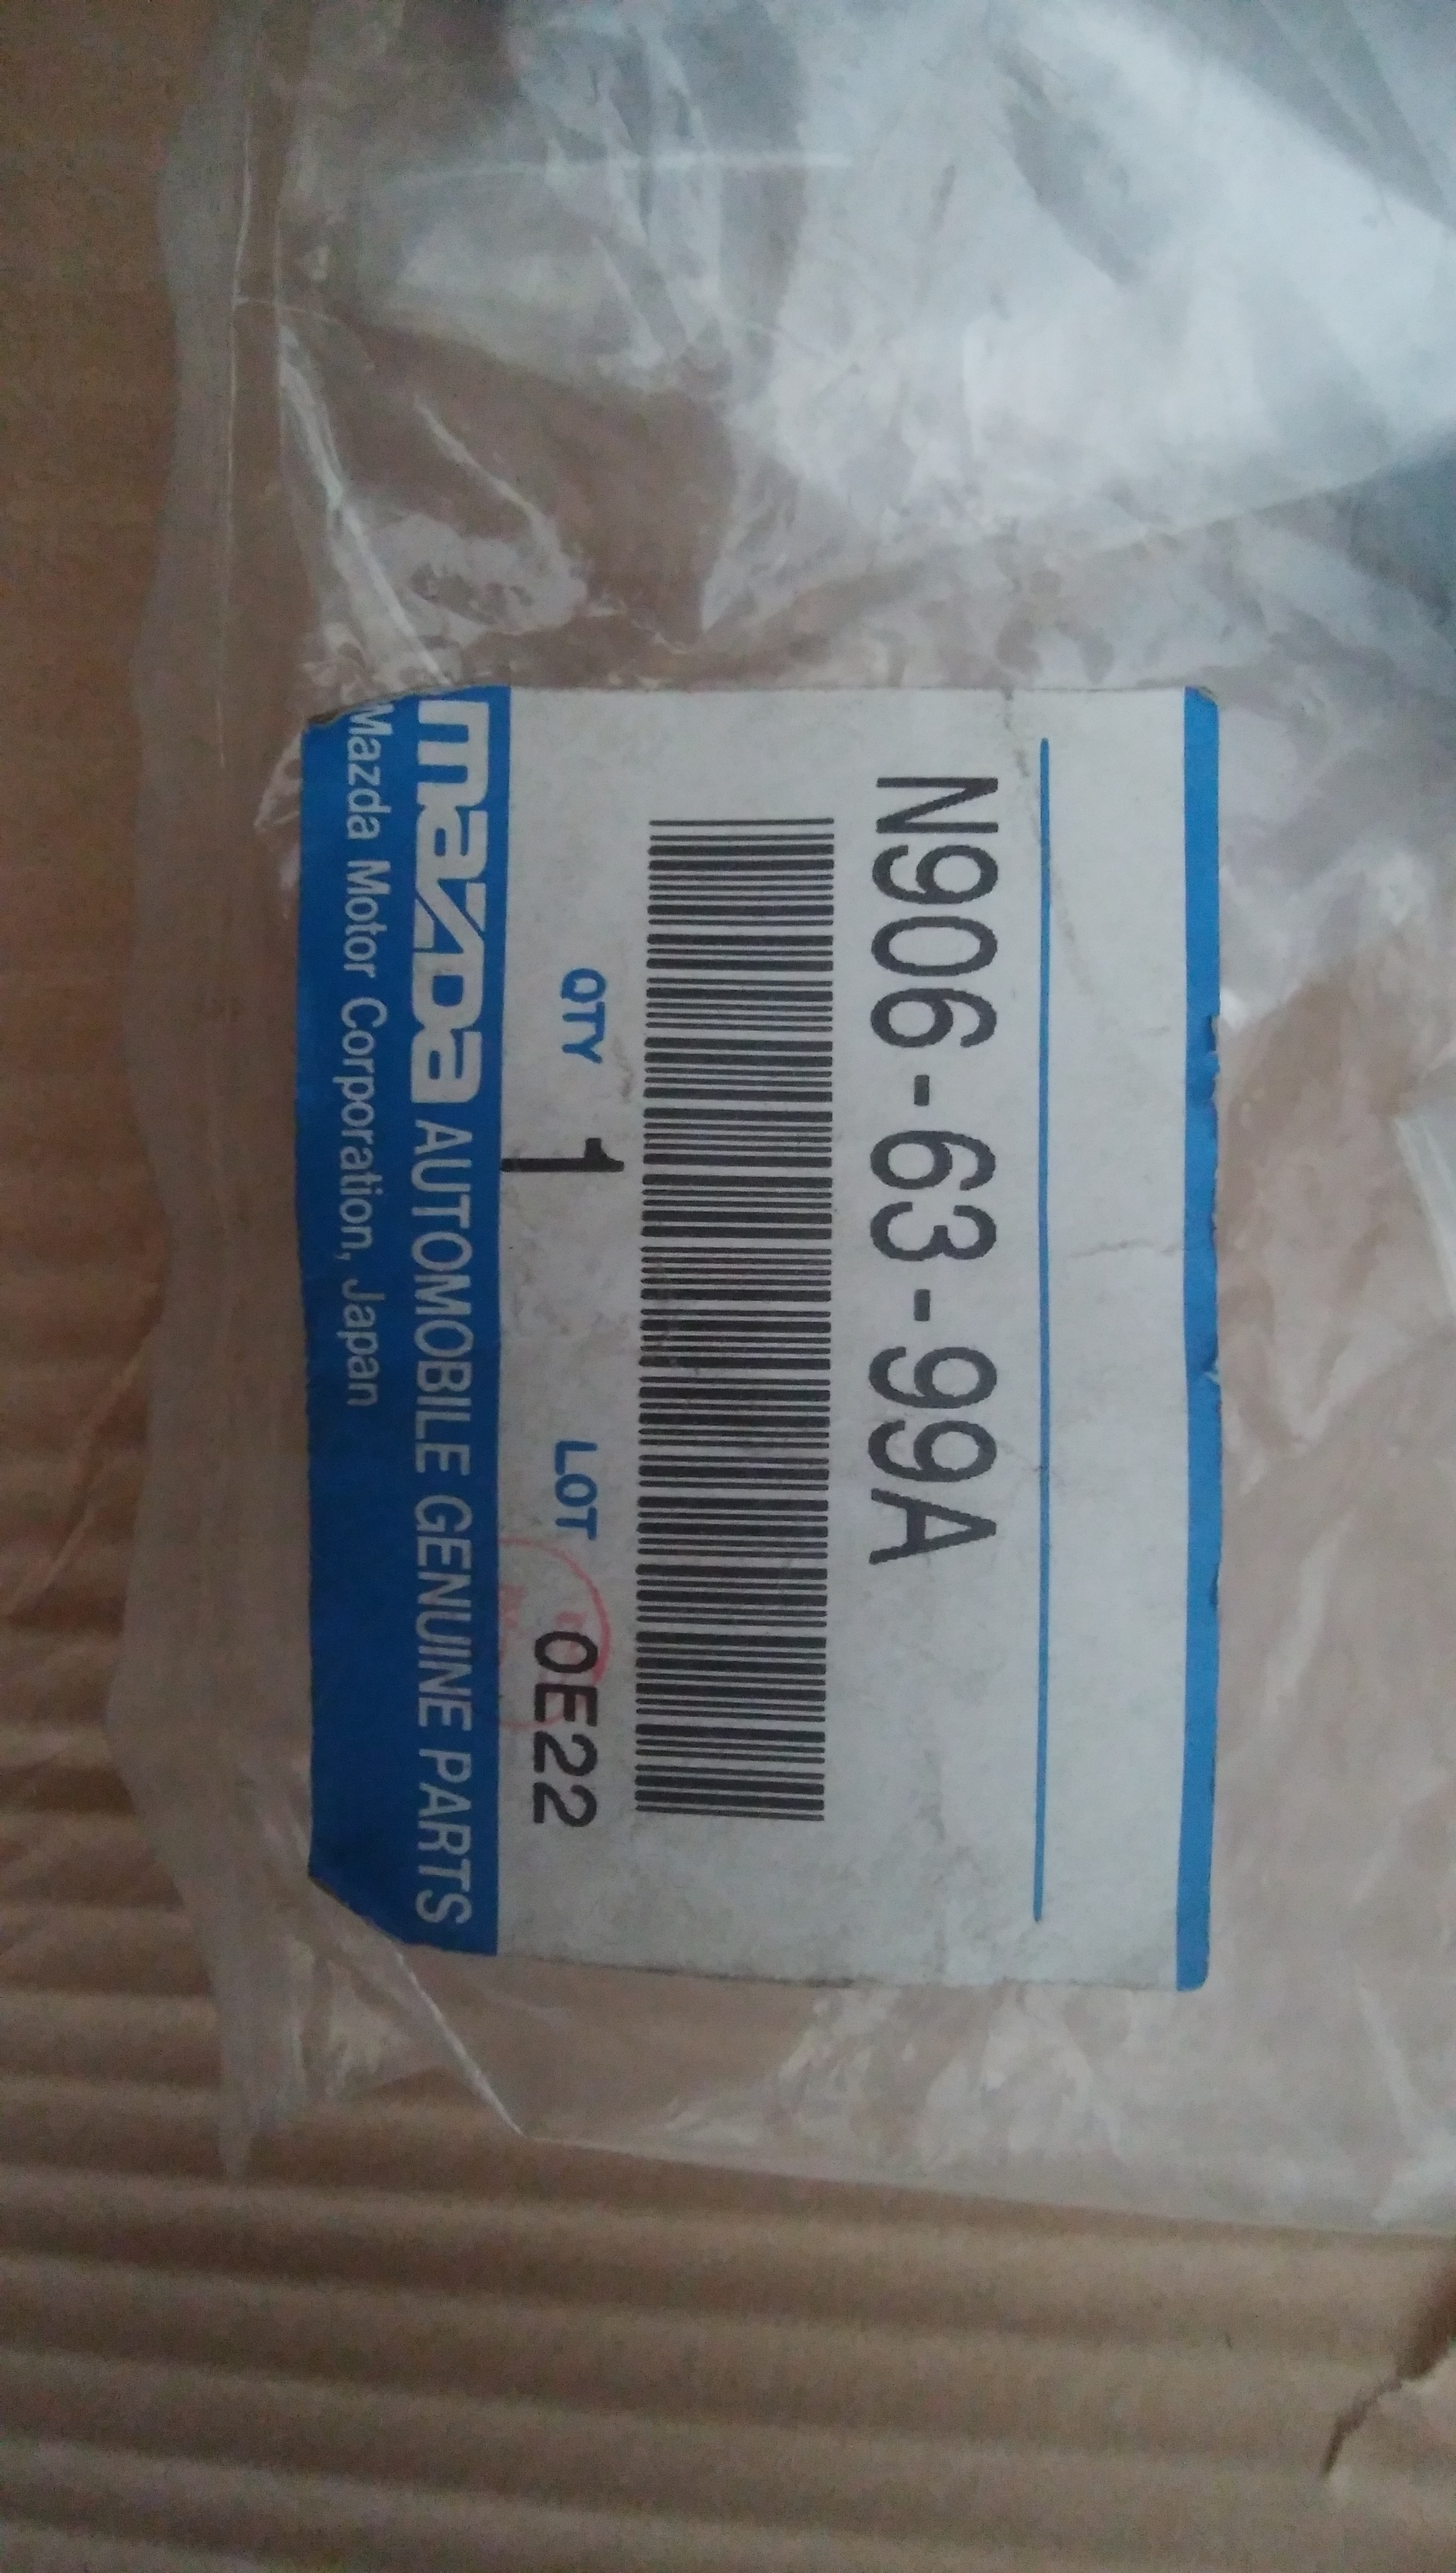 N906-63-99A
QTY 1 LOT 0E22
mazda AUTOMOBILE GENUINE PARTS
Mazda Motor Corporation, Japan